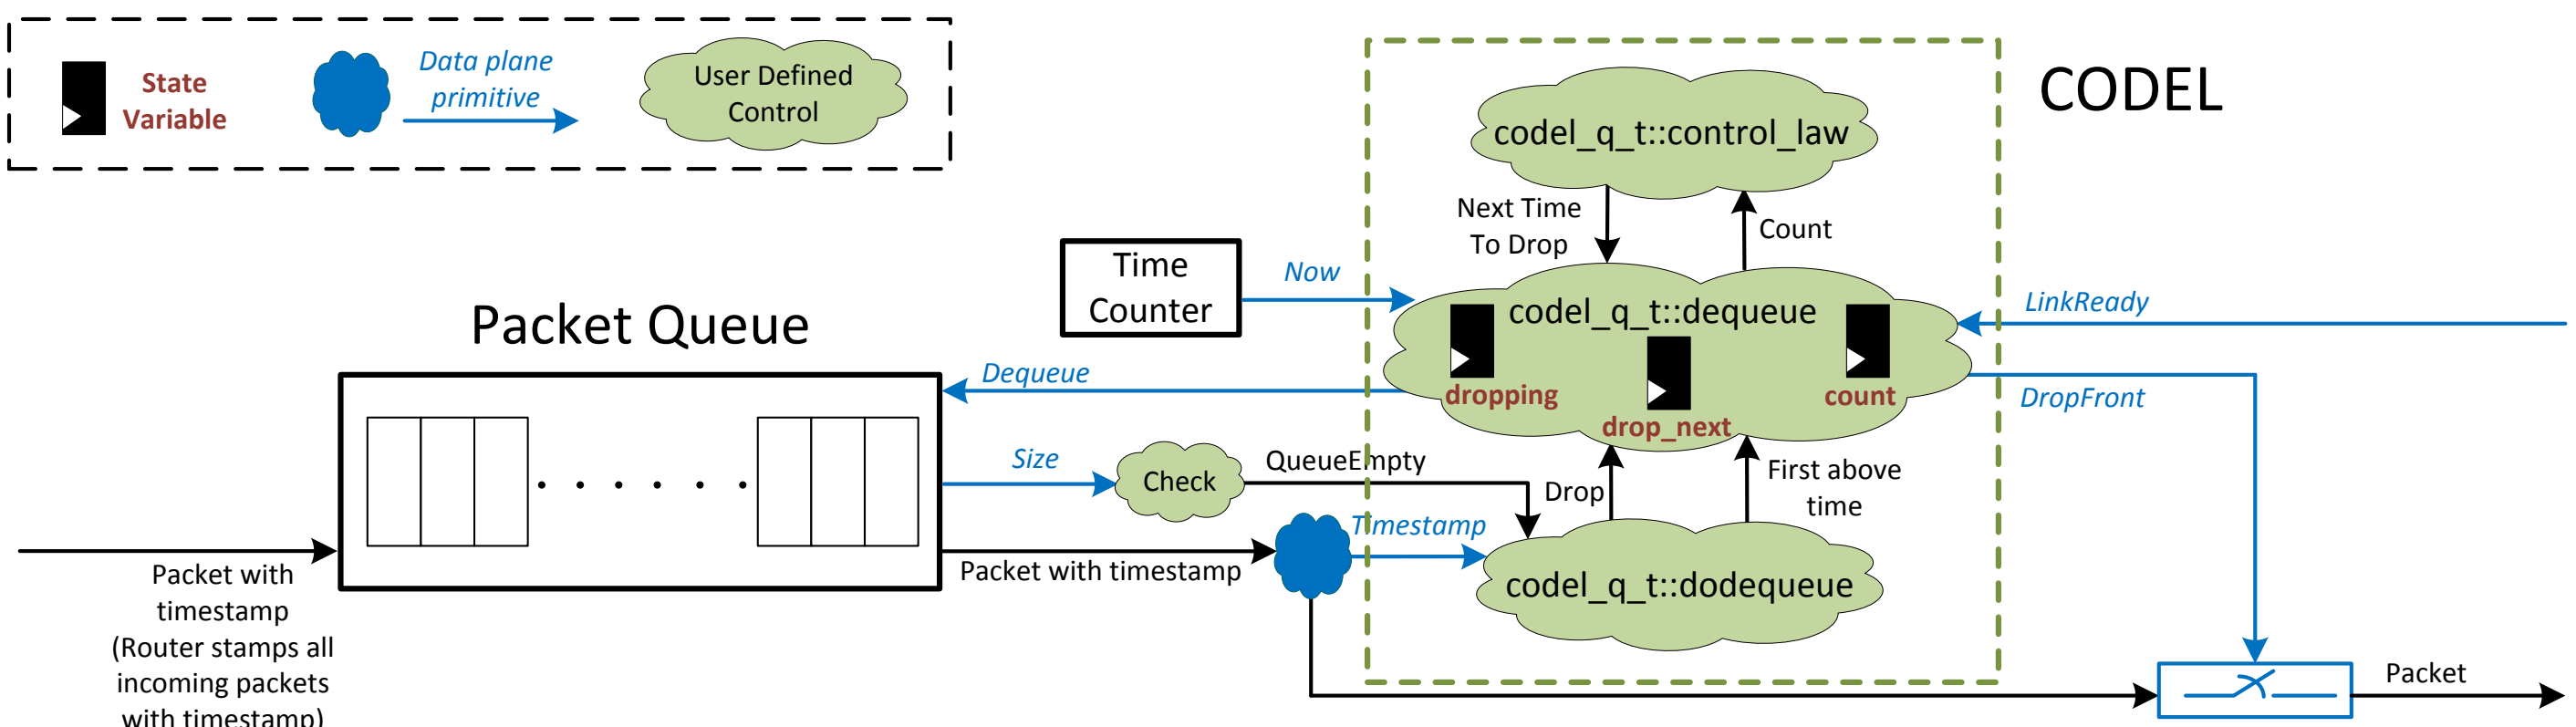 State
Variable
Data plane
primitive
User Defined
Control
CODEL
codel_q_t::control_law
Next Time
To Drop
Count
Time
Counter
Now
codel_q_t::dequeue
LinkReady
Packet Queue
Dequeue
dropping
drop_next
count
DropFront
Size
Check
QueueEmpty
Drop
First above
time
Timestamp
Packet with timestamp
codel_q_t::dodequeue
Packet with
timestamp
(Router stamps all
incoming packets
with timestamp)
Packet